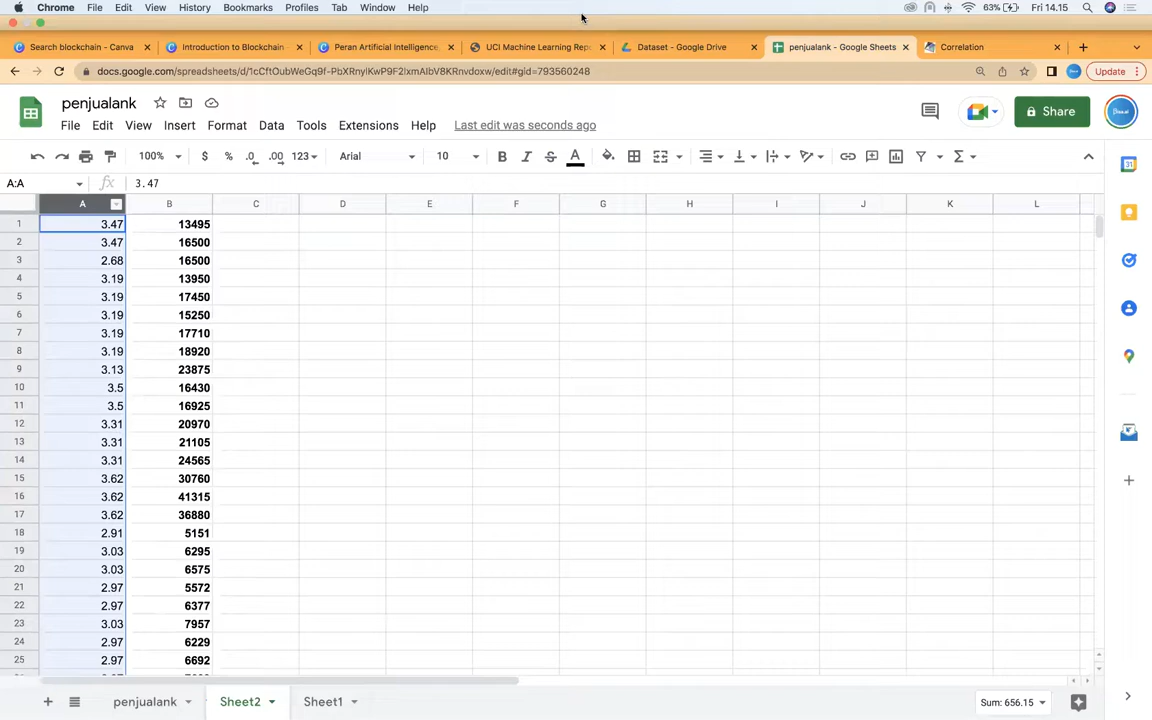 Chrome File Edit View History Bookmarks Profiles Tab Window Help 63% Fri 14.15
Search blockchain - Canva Introduction to Blockchain - Peran Artificial Intelligence, UCI Machine Learning Rep Dataset - Google Drive penjualank - Google Sheets Correlation
docs.google.com/spreadsheets/d/ Update
penjualank
Share
File Edit View Insert Format Data Tools Extensions Help Last edit was seconds ago
100% $ % .0 .00 123 Arial 10 B I S A
A:A fx 3.47
A B C D E F G H I J K L
1 3.47 13495
2 3.47 16500
3 2.68 16500
4 3.19 13950
5 3.19 17450
6 3.19 15250
7 3.19 17710
8 3.19 18920
9 3.13 23875
10 3.5 16430
11 3.5 16925
12 3.31 20970
13 3.31 21105
14 3.31 24565
15 3.62 30760
16 3.62 41315
17 3.62 36880
18 2.91 5151
19 3.03 6295
20 3.03 6575
21 2.97 5572
22 2.97 6377
23 3.03 7957
24 2.97 6229
25 2.97 6692
penjualank Sheet2 Sheet1 Sum: 656.15